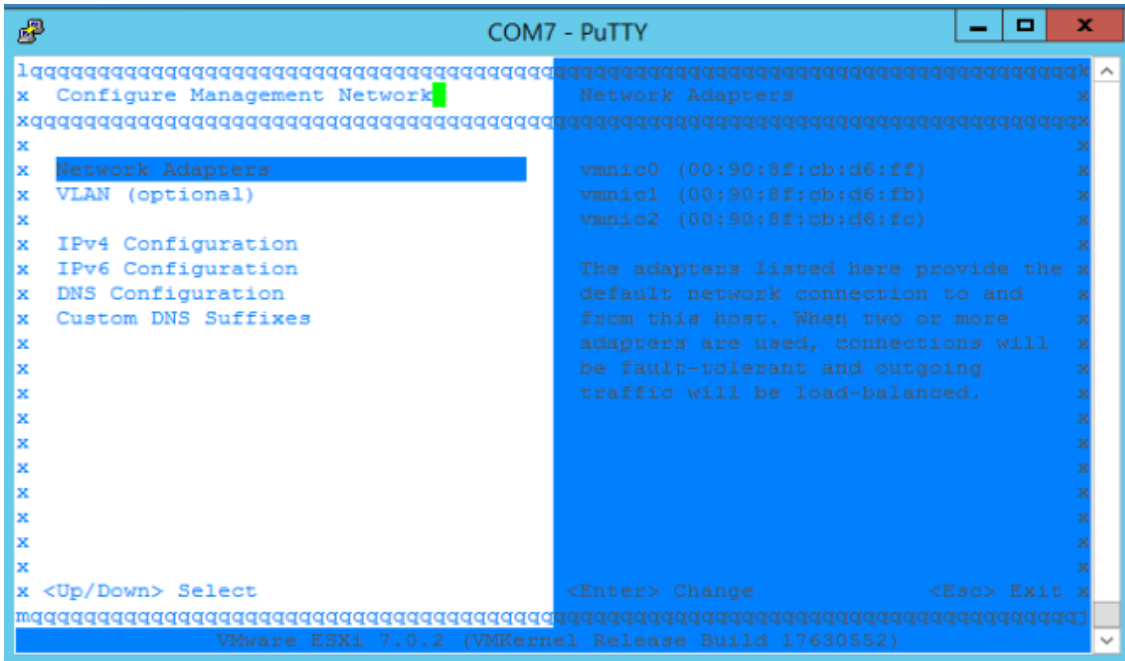 COM7 - PuTTY
lqqqqqqqqqqqqqqqqqqqqqqqqqqqqqqqqqqqqqqqqqqqqqqqqqqqqqqqqqqqqqqqqqqqqqqqqqqqqqqk
x Configure Management Network Network Adapters x
xqqqqqqqqqqqqqqqqqqqqqqqqqqqqqqqqqqqqqqqqqqqqqqqqqqqqqqqqqqqqqqqqqqqqqqqqqqqqqqx
x x
x Network Adapters vmnic0 (00:90:8f:cb:d6:ff) x
x VLAN (optional) vmnic1 (00:90:8f:cb:d6:fb) x
x vmnic2 (00:90:8f:cb:d6:fc) x
x IPv4 Configuration x
x IPv6 Configuration The adapters listed here provide the x
x DNS Configuration default network connection to and x
x Custom DNS Suffixes from this host. When two or more x
x adapters are used, connections will x
x be fault-tolerant and outgoing x
x traffic will be load-balanced. x
x x
x x
x x
x x
x x
x x
x x
x <Up/Down> Select <Enter> Change <Esc> Exit x
mqqqqqqqqqqqqqqqqqqqqqqqqqqqqqqqqqqqqqqqqqqqqqqqqqqqqqqqqqqqqqqqqqqqqqqqqqqqqqqj
VMware ESXi 7.0.2 (VMKernel Release Build 17630552)